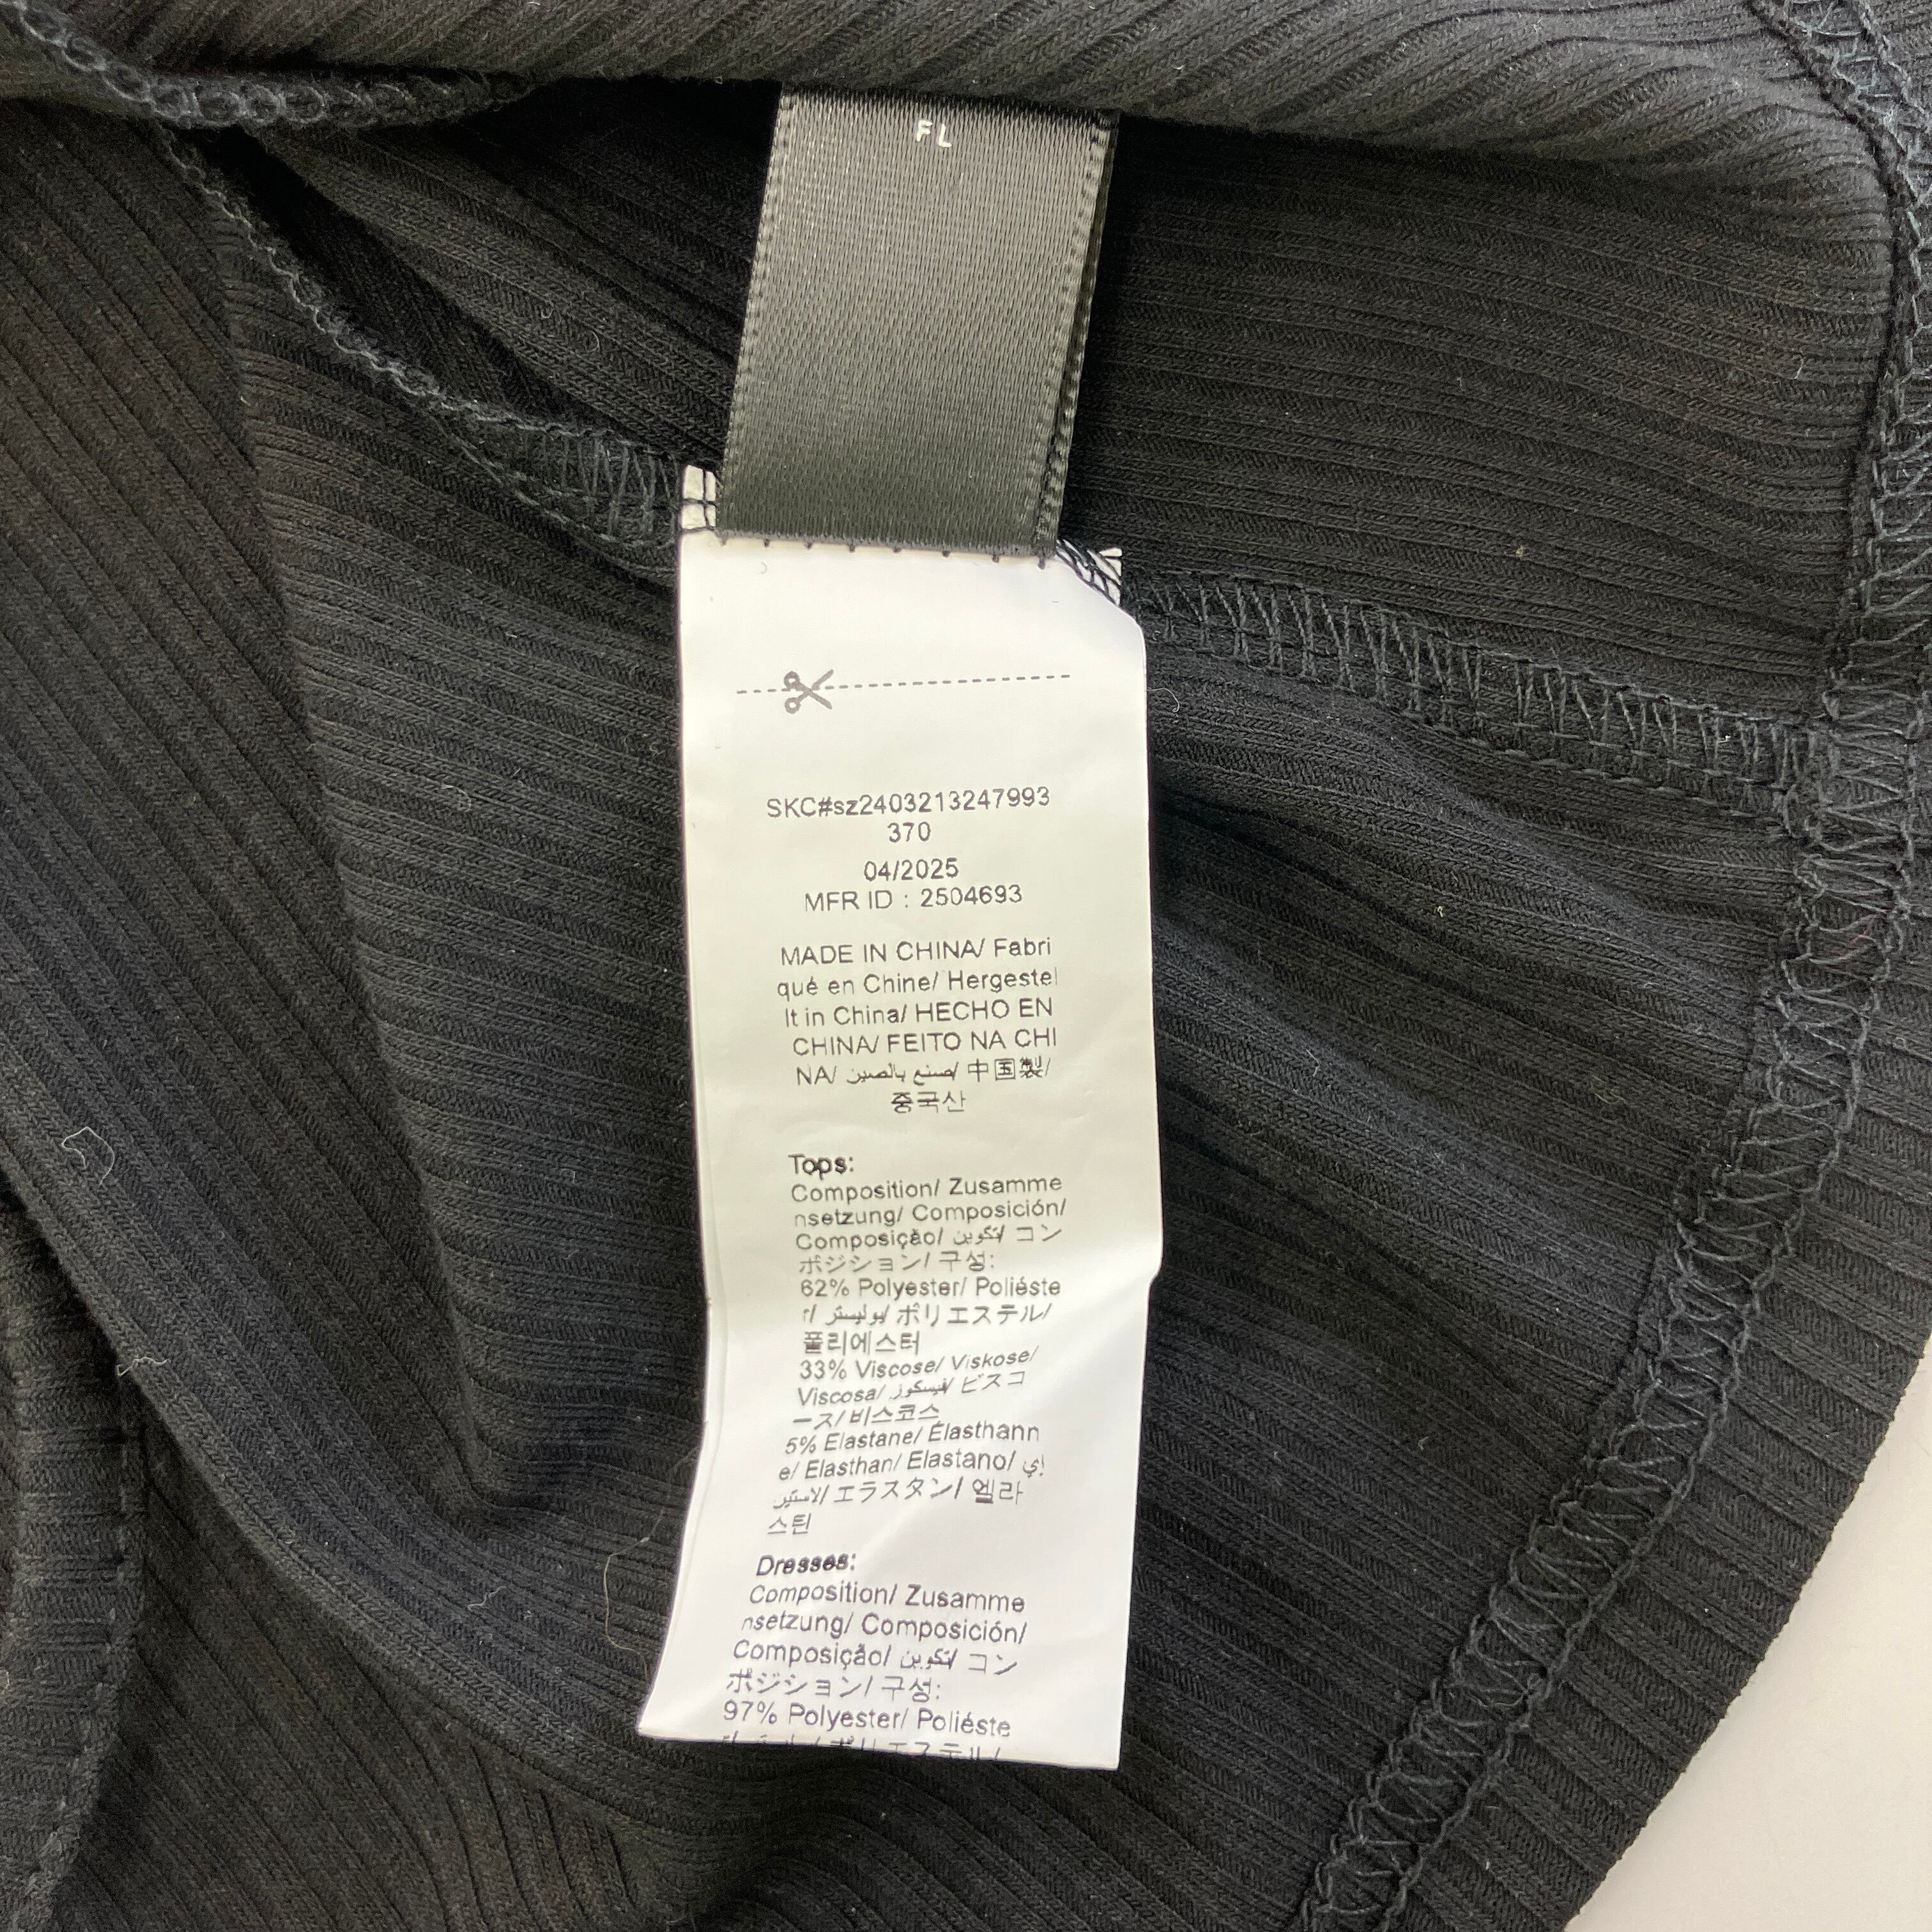 FL
SKC#sz2403213247993
370
04/2025
MFR ID : 2504693
MADE IN CHINA/ Fabri
qué en Chine/ Hergestel
lt in China/ HECHO EN
CHINA/ FEITO NA CHI
NA/ صنع بالصين/ 中国製/
중국산
Tops:
Composition/ Zusamme
nsetzung/ Composición/
Composição/ تكوين/ コン
ポジション/ 구성:
62% Polyester/ Poliéste
r/ بوليستر/ ポリエステル/
폴리에스터
33% Viscose/ Viskose/
Viscosa/ فيسكوز/ ビスコ
ース/ 비스코스
5% Elastane/ Élasthann
e/ Elasthan/ Elastano/ إي
لاستين/ エラスタン/ 엘라
스틴
Dresses:
Composition/ Zusamme
nsetzung/ Composición/
Composição/ تكوين/ コン
ポジション/ 구성:
97% Polyester/ Poliéste